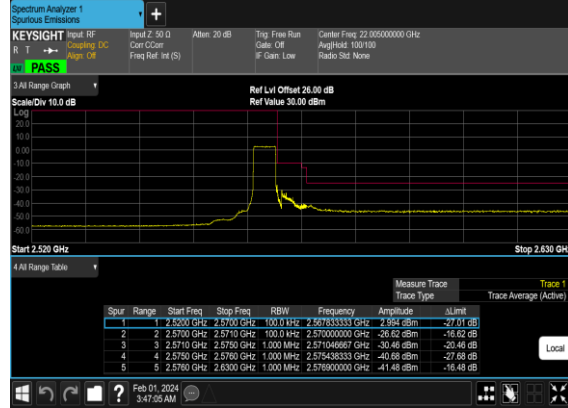 Spectrum Analyzer 1
Spurious Emissions
+
KEYSIGHT Input: RF
R T
Coupling: DC
Align: Off
Input Z: 50 Ω
Corr CCorr
Freq Ref: Int (S)
Atten: 20 dB
Trig: Free Run
Gate: Off
IF Gain: Low
Center Freq: 22.005000000 GHz
Avg|Hold: 100/100
Radio Std: None
LW PASS
3 All Range Graph
Ref Lvl Offset 26.00 dB
Scale/Div 10.0 dB
Ref Value 30.00 dBm
Log
20.0
10.0
0.00
-10.0
-20.0
-30.0
-40.0
-50.0
-60.0
Start 2.520 GHz
Stop 2.630 GH
4 All Range Table
Measure Trace Trace 1
Trace Type Trace Average (Active)
Spur Range Start Freq Stop Freq RBW Frequency Amplitude ΔLimit
1 1 2.5200 GHz 2.5700 GHz 100.0 kHz 2.567833333 GHz 2.994 dBm -27.01 dB
2 2 2.5700 GHz 2.5710 GHz 100.0 kHz 2.570000000 GHz -26.62 dBm -16.62 dB
3 3 2.5710 GHz 2.5750 GHz 1.000 MHz 2.571046667 GHz -30.46 dBm -20.46 dB
4 4 2.5750 GHz 2.5760 GHz 1.000 MHz 2.575438333 GHz -40.68 dBm -27.68 dB
5 5 2.5760 GHz 2.6300 GHz 1.000 MHz 2.576900000 GHz -41.48 dBm -16.48 dB
Local
?
Feb 01, 2024
3:47:05 AM